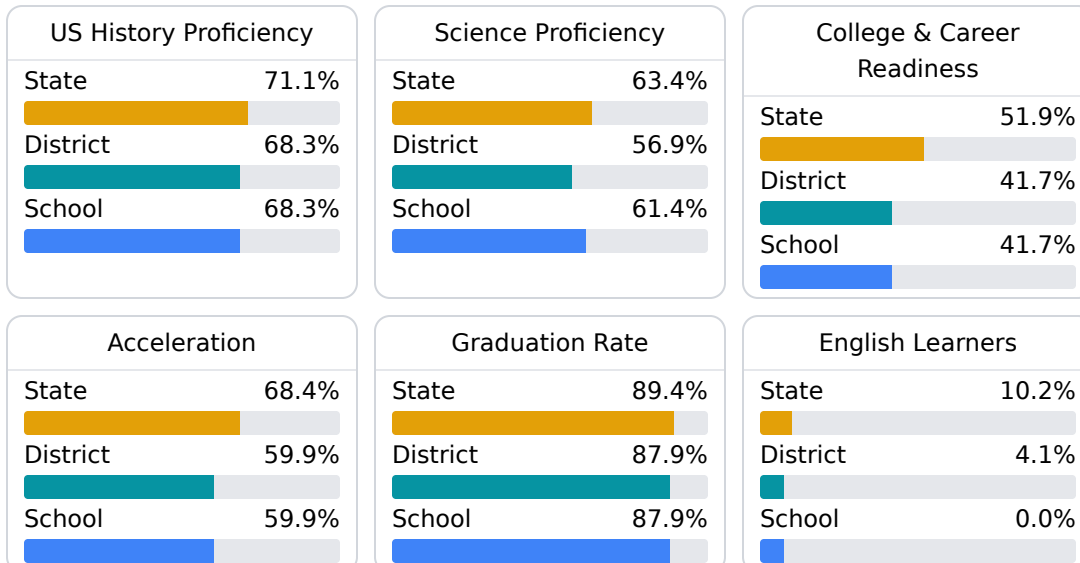 US History Proficiency
State 71.1%
District 68.3%
School 68.3%
Science Proficiency
State 63.4%
District 56.9%
School 61.4%
College & Career
Readiness
State 51.9%
District 41.7%
School 41.7%
Acceleration
State 68.4%
District 59.9%
School 59.9%
Graduation Rate
State 89.4%
District 87.9%
School 87.9%
English Learners
State 10.2%
District 4.1%
School 0.0%